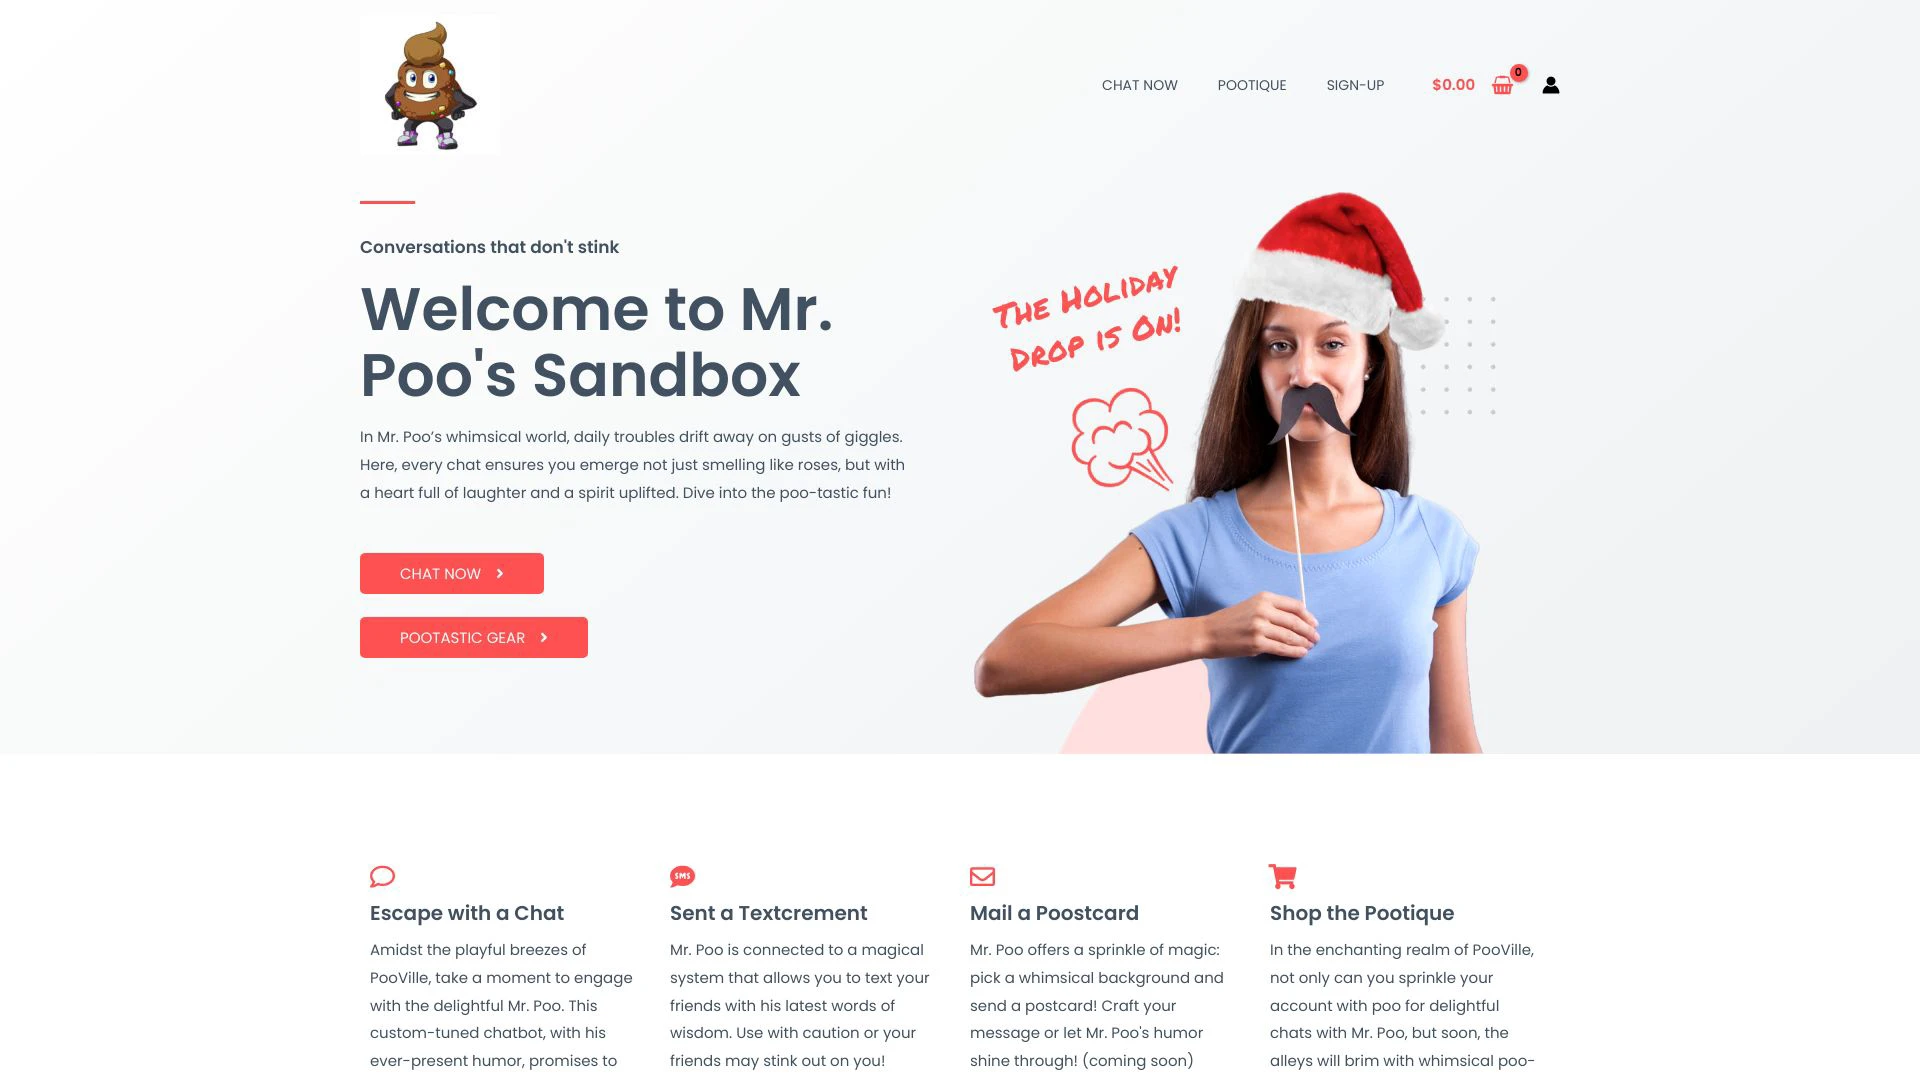 CHAT NOW
POOTIQUE
SIGN-UP
$0.00
0
Conversations that don't stink
Welcome to Mr.
Poo's Sandbox
In Mr. Poo’s whimsical world, daily troubles drift away on gusts of giggles.
Here, every chat ensures you emerge not just smelling like roses, but with
a heart full of laughter and a spirit uplifted. Dive into the poo-tastic fun!
CHAT NOW
POOTASTIC GEAR
The Holiday
Drop is On!
Escape with a Chat
Amidst the playful breezes of
PooVille, take a moment to engage
with the delightful Mr. Poo. This
custom-tuned chatbot, with his
ever-present humor, promises to
SMS
Sent a Textcrement
Mr. Poo is connected to a magical
system that allows you to text your
friends with his latest words of
wisdom. Use with caution or your
friends may stink out on you!
Mail a Poostcard
Mr. Poo offers a sprinkle of magic:
pick a whimsical background and
send a postcard! Craft your
message or let Mr. Poo's humor
shine through! (coming soon)
Shop the Pootique
In the enchanting realm of PooVille,
not only can you sprinkle your
account with poo for delightful
chats with Mr. Poo, but soon, the
alleys will brim with whimsical poo-